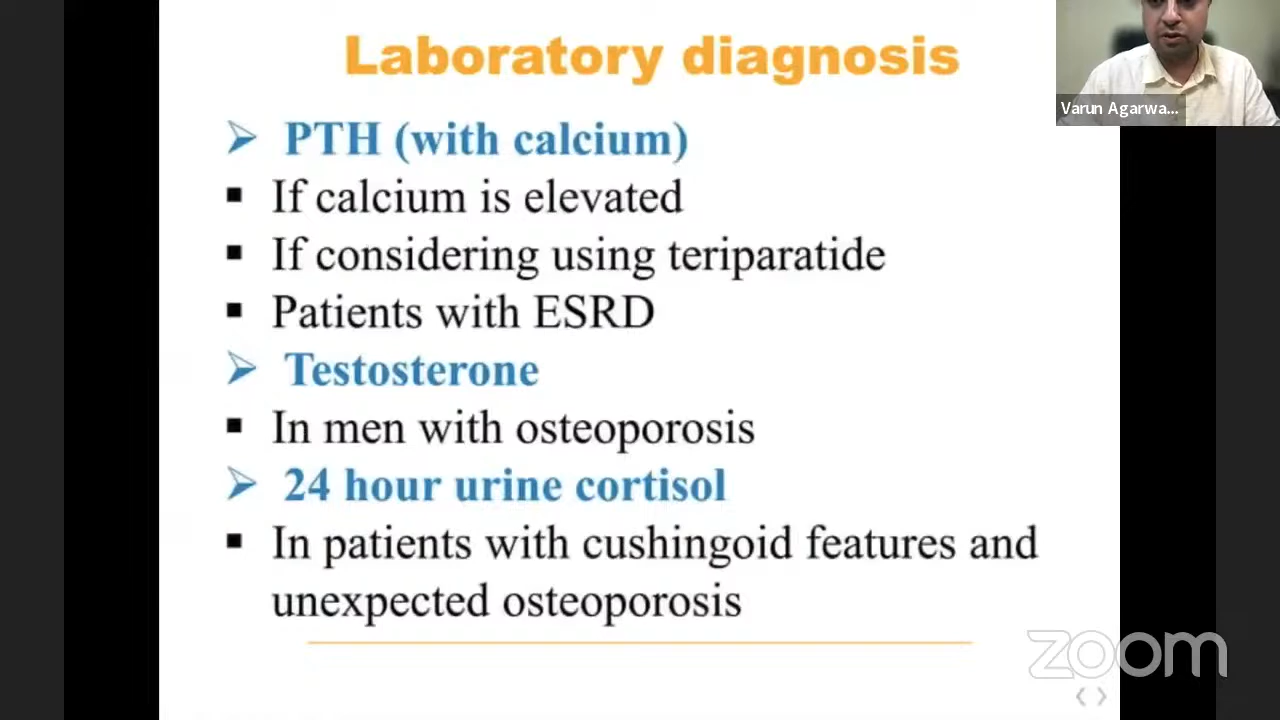 Laboratory diagnosis
Varun Agarwa...
➢ PTH (with calcium)
▪ If calcium is elevated
▪ If considering using teriparatide
▪ Patients with ESRD
➢ Testosterone
▪ In men with osteoporosis
➢ 24 hour urine cortisol
▪ In patients with cushingoid features and
unexpected osteoporosis
zoom